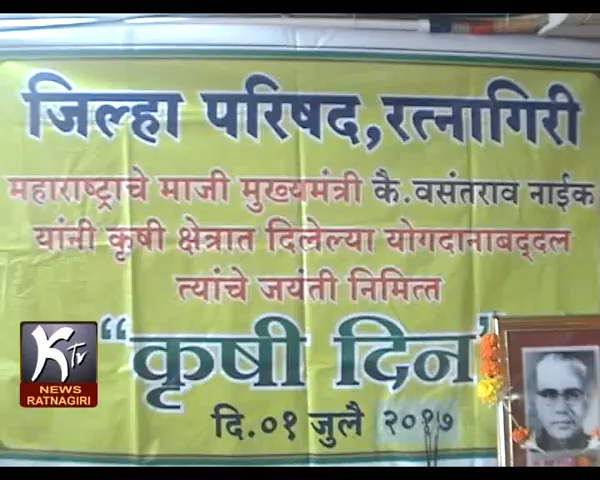 जिल्हा परिषद, रत्नागिरी
महाराष्ट्राचे माजी मुख्यमंत्री कै. वसंतराव नाईक
यांनी कृषी क्षेत्रात दिलेल्या योगदानाबद्दल
त्यांचे जयंती निमित्त
"कृषी दिन"
दि. ०१ जुलै २०१७
KTV
NEWS
RATNAGIRI